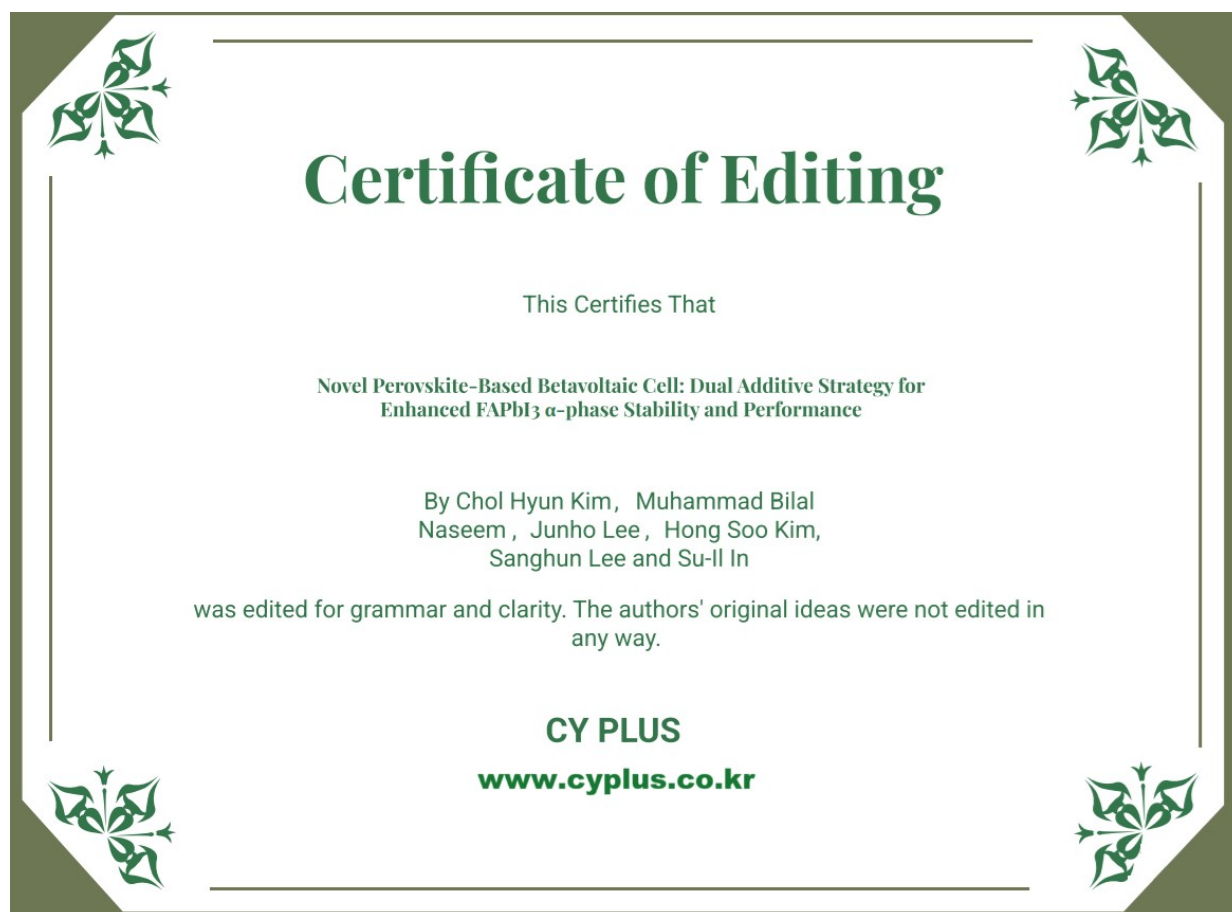 Certificate of Editing
This Certifies That
Novel Perovskite-Based Betavoltaic Cell: Dual Additive Strategy for
Enhanced FAPbI3 α-phase Stability and Performance
By Chol Hyun Kim, Muhammad Bilal
Naseem , Junho Lee , Hong Soo Kim,
Sanghun Lee and Su-Il In
was edited for grammar and clarity. The authors' original ideas were not edited in
any way.
CY PLUS
www.cyplus.co.kr